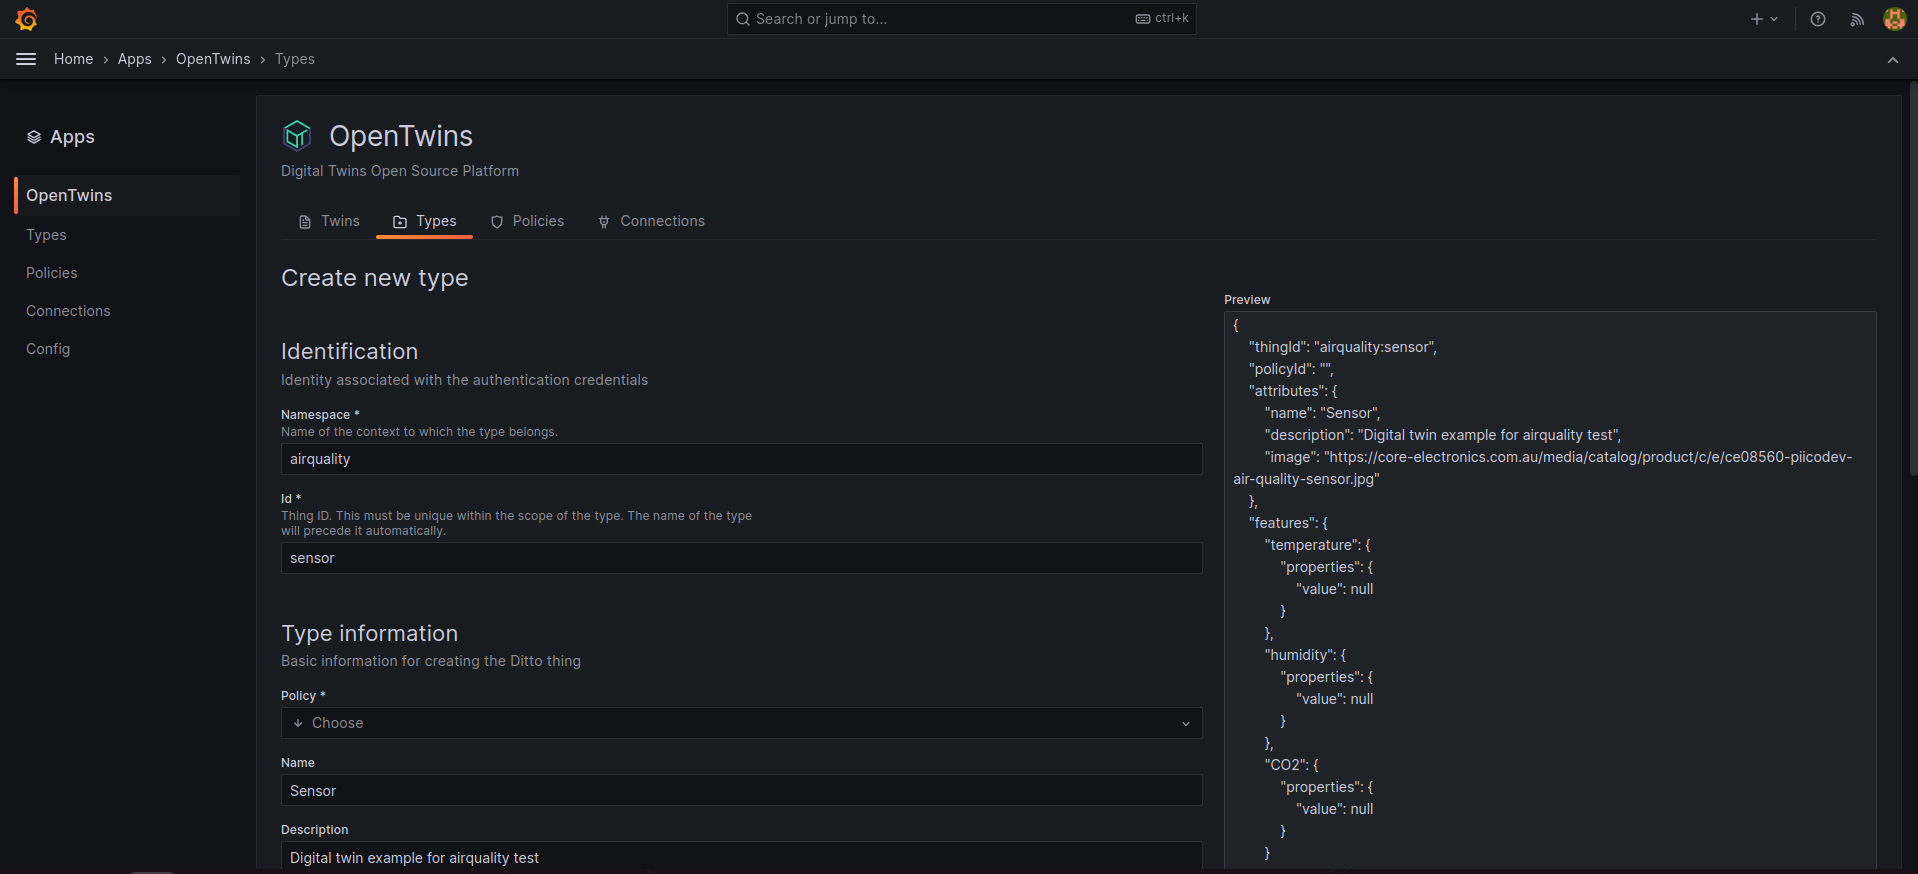 Search or jump to...
ctrl+k
Home › Apps › OpenTwins › Types
Apps
OpenTwins
Types
Policies
Connections
Config
OpenTwins
Digital Twins Open Source Platform
Twins
Types
Policies
Connections
Create new type
Identification
Identity associated with the authentication credentials
Namespace *
Name of the context to which the type belongs.
airquality
Id *
Thing ID. This must be unique within the scope of the type. The name of the type
will precede it automatically.
sensor
Type information
Basic information for creating the Ditto thing
Policy *
Choose
Name
Sensor
Description
Digital twin example for airquality test
Preview
{
"thingId": "airquality:sensor",
"policyId": "",
"attributes": {
"name": "Sensor",
"description": "Digital twin example for airquality test",
"image": "https://core-electronics.com.au/media/catalog/product/c/e/ce08560-piicodev-
air-quality-sensor.jpg"
},
"features": {
"temperature": {
"properties": {
"value": null
}
},
"humidity": {
"properties": {
"value": null
}
},
"CO2": {
"properties": {
"value": null
}
}